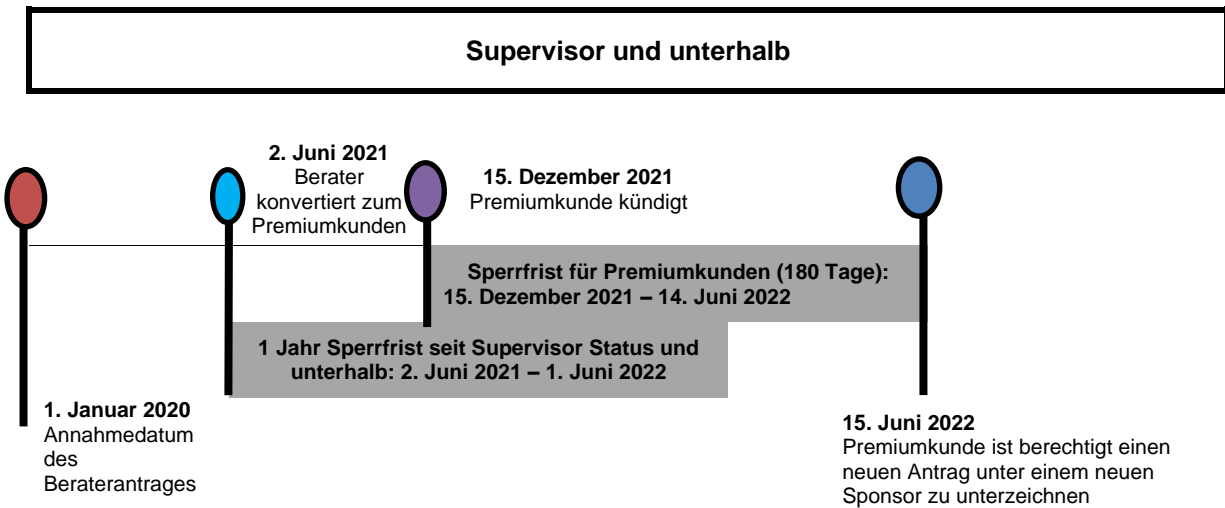 Supervisor und unterhalb
2. Juni 2021
Berater
konvertiert zum
Premiumkunden
15. Dezember 2021
Premiumkunde kündigt
Sperrfrist für Premiumkunden (180 Tage):
15. Dezember 2021 – 14. Juni 2022
1 Jahr Sperrfrist seit Supervisor Status und
unterhalb: 2. Juni 2021 – 1. Juni 2022
1. Januar 2020
Annahmedatum
des
Beraterantrages
15. Juni 2022
Premiumkunde ist berechtigt einen
neuen Antrag unter einem neuen
Sponsor zu unterzeichnen